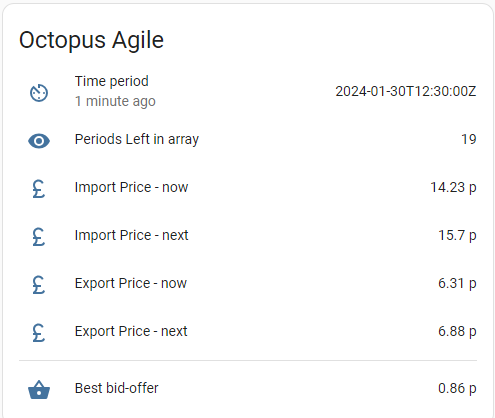 Octopus Agile
Time period
1 minute ago
2024-01-30T12:30:00Z
Periods Left in array 19
Import Price - now 14.23 p
Import Price - next 15.7 p
Export Price - now 6.31 p
Export Price - next 6.88 p
Best bid-offer 0.86 p